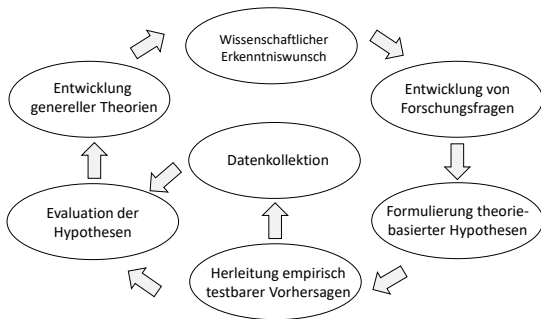 Wissenschaftlicher
Erkenntniswunsch
Entwicklung
genereller Theorien
Entwicklung von
Forschungsfragen
Datenkollektion
Evaluation der
Hypothesen
Formulierung theorie-
basierter Hypothesen
Herleitung empirisch
testbarer Vorhersagen